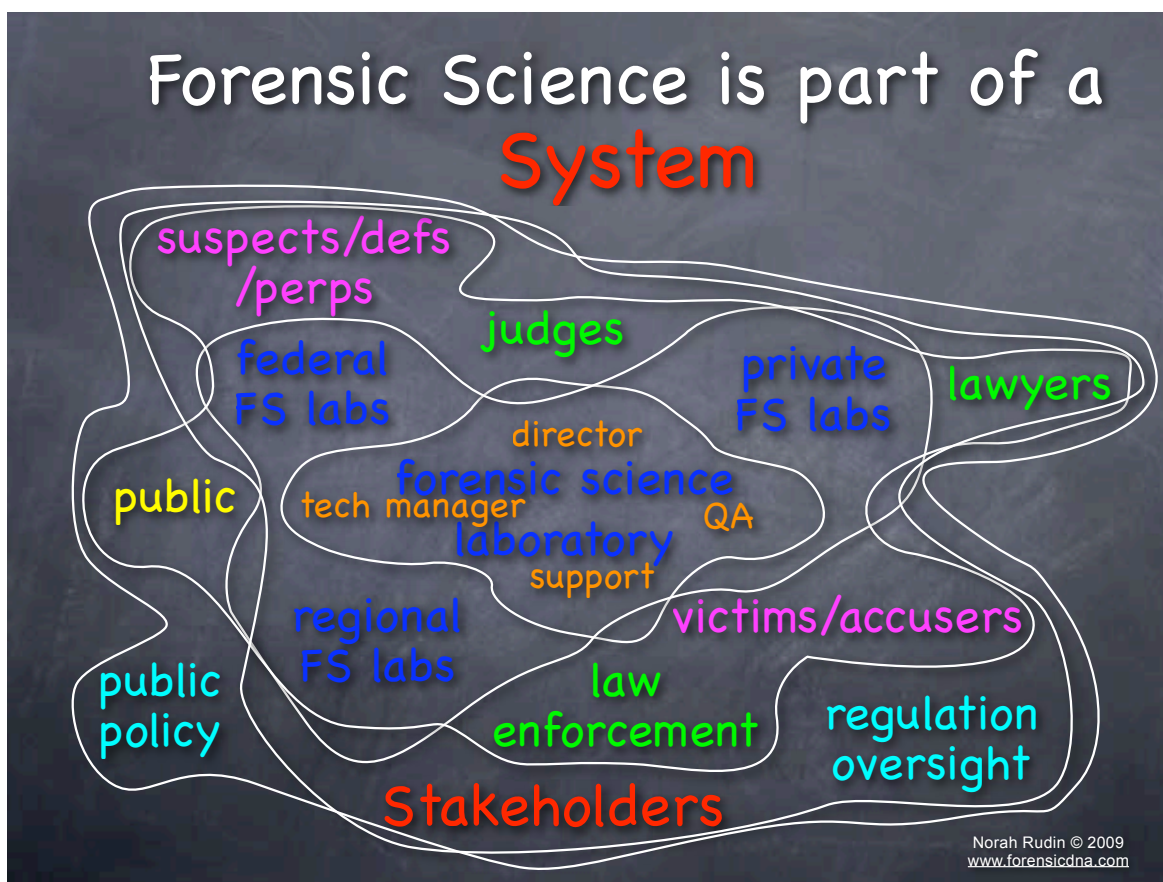 Forensic Science is part of a
System
suspects/defs
/perps
judges
federal
FS labs
private
FS labs
lawyers
director
forensic science
tech manager
QA
laboratory
support
public
regional
FS labs
victims/accusers
public
policy
law
enforcement
regulation
oversight
Stakeholders
Norah Rudin © 2009
www.forensicdna.com